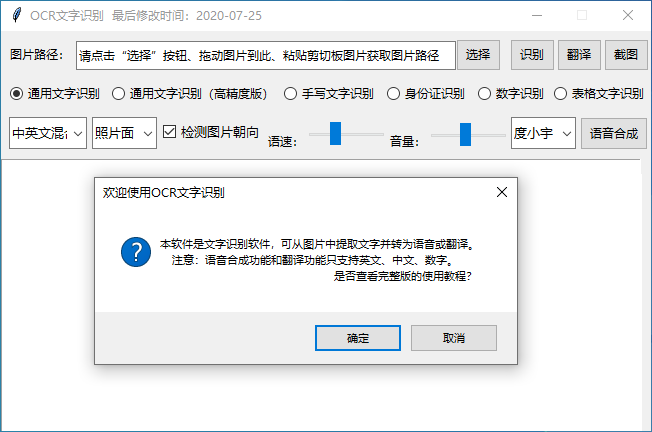 OCR文字识别 最后修改时间：2020-07-25
图片路径： 请点击“选择”按钮、拖动图片到此、粘贴剪切板图片获取图片路径 选择 识别 翻译 截图
通用文字识别 通用文字识别（高精度版） 手写文字识别 身份证识别 数字识别 表格文字识别
中英文混合 照片面 检测图片朝向 语速： 音量： 度小宇 语音合成
欢迎使用OCR文字识别
本软件是文字识别软件，可从图片中提取文字并转为语音或翻译。
注意：语音合成功能和翻译功能只支持英文、中文、数字。
是否查看完整版的使用教程？
确定 取消